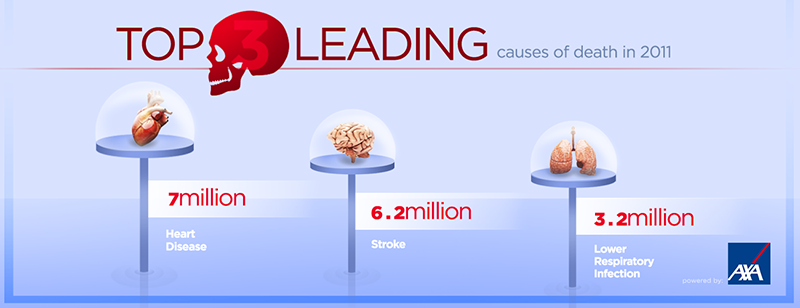 TOP 3 LEADING causes of death in 2011
7million
Heart
Disease
6.2million
Stroke
3.2million
Lower
Respiratory
Infection
powered by:
AXA